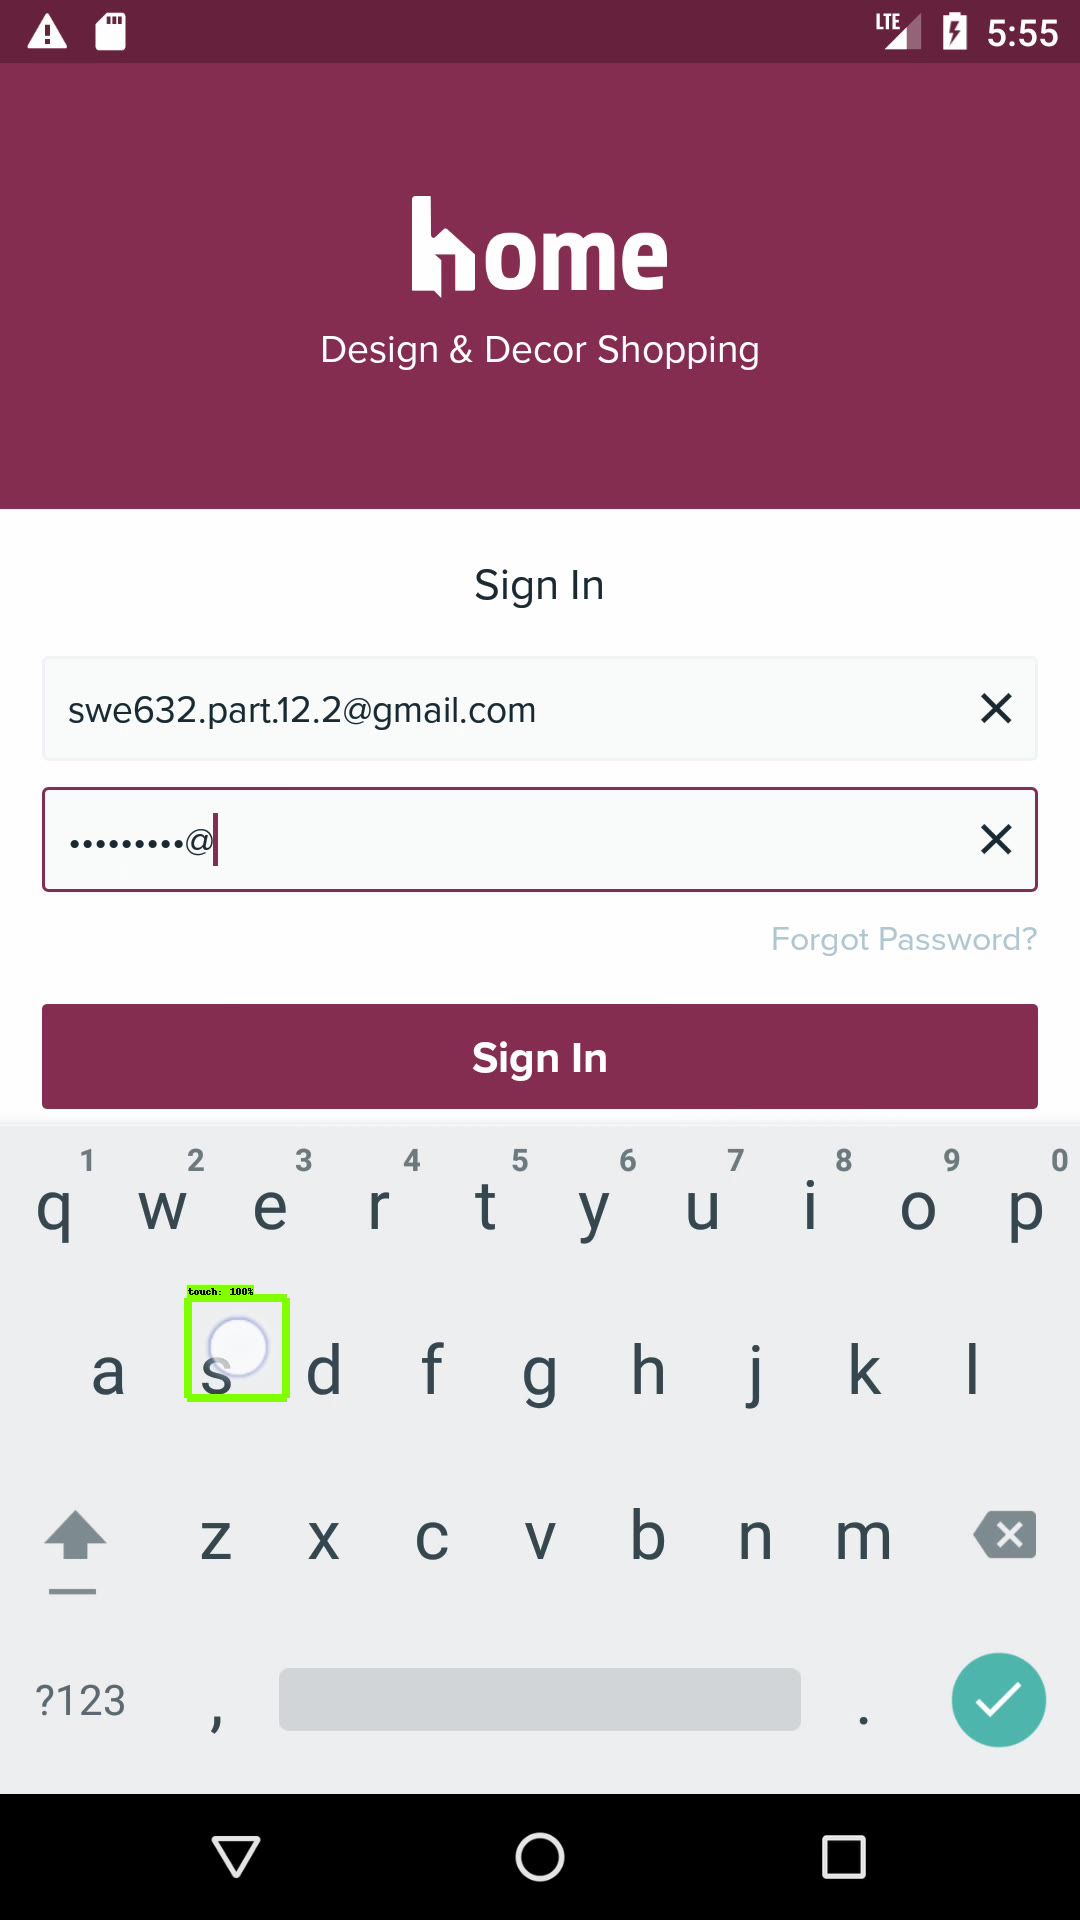 LTE 5:55
home
Design & Decor Shopping
Sign In
swe632.part.12.2@gmail.com
•••••••••@
Forgot Password?
Sign In
1 2 3 4 5 6 7 8 9 0
q w e r t y u i o p
touch: 100%
a s d f g h j k l
z x c v b n m
?123 , .